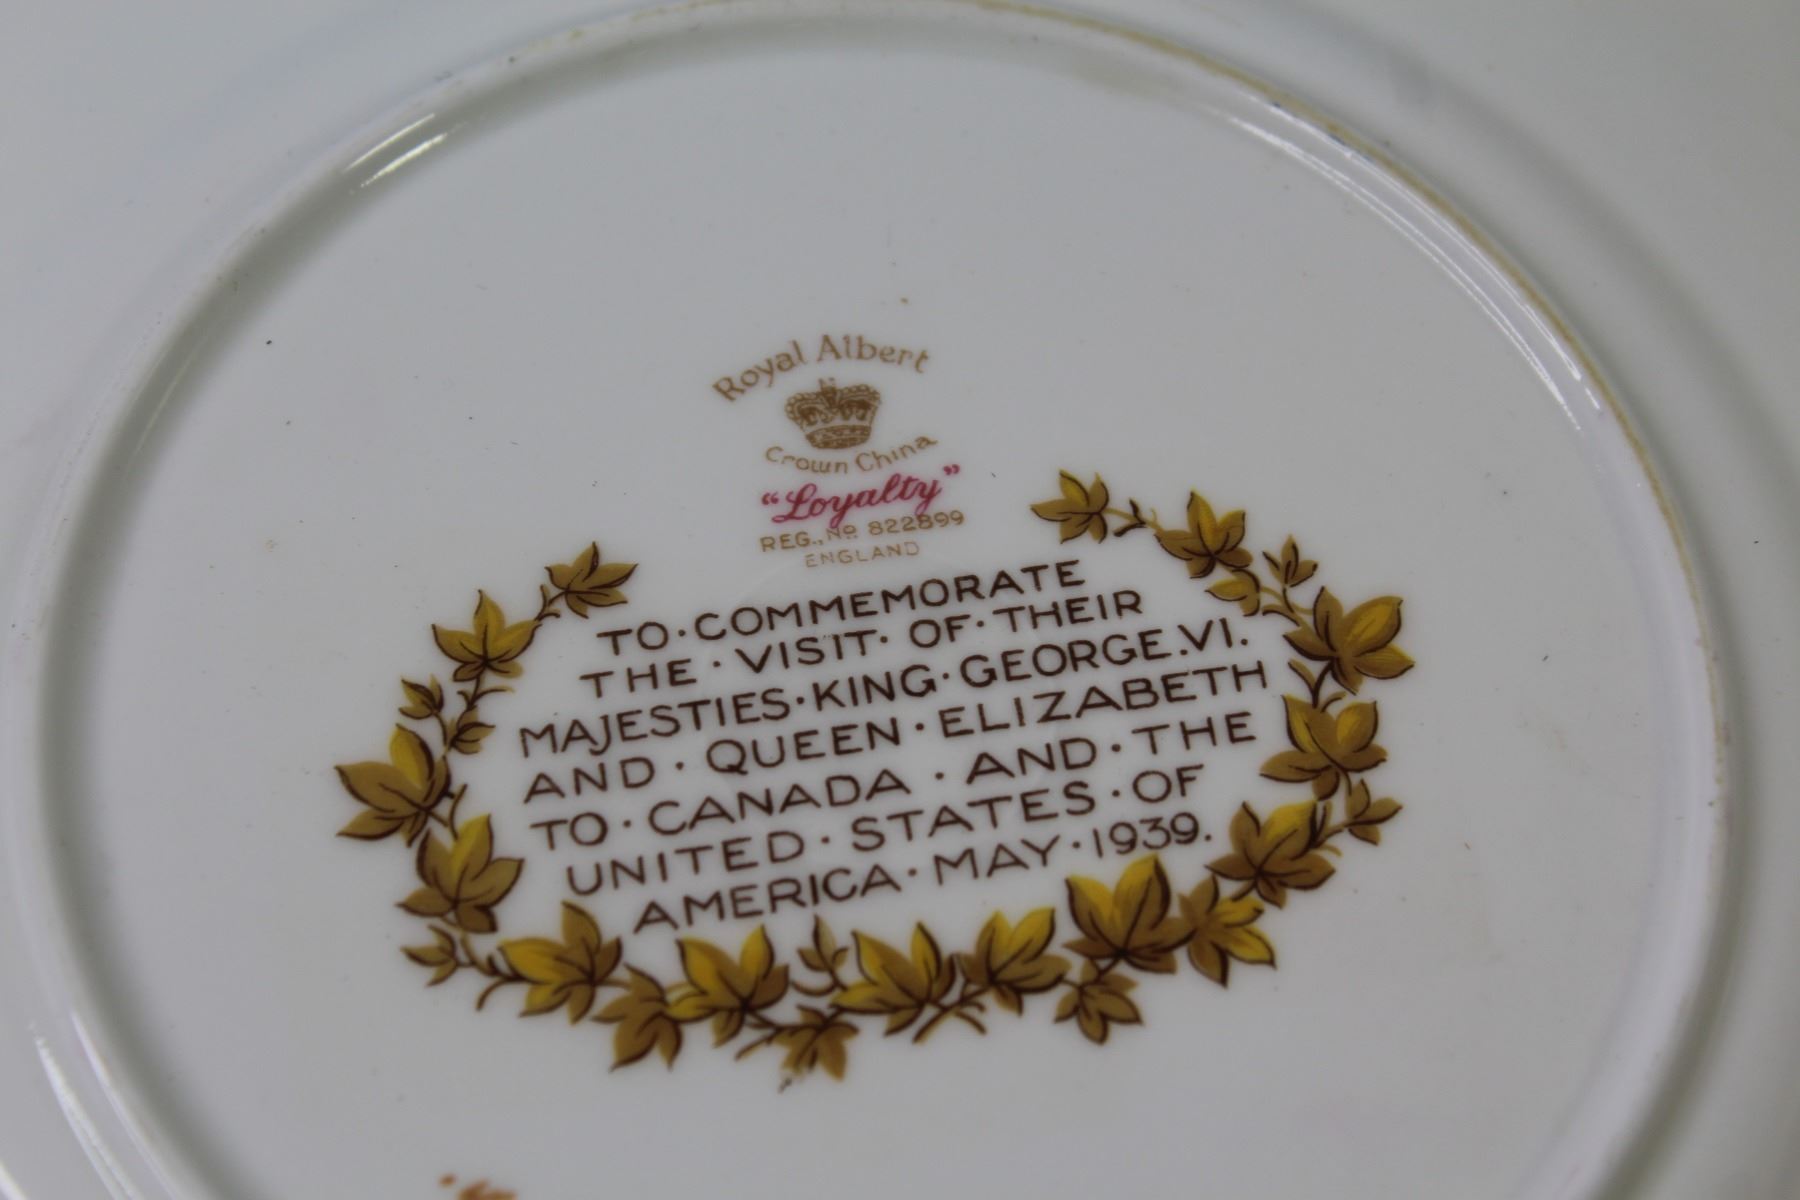 Royal Albert
Crown China
"Loyalty"
REG., No 822899
ENGLAND
TO · COMMEMORATE
THE · VISIT · OF · THEIR
MAJESTIES · KING · GEORGE . VI .
AND · QUEEN · ELIZABETH
TO · CANADA · AND · THE
UNITED · STATES · OF
AMERICA · MAY · 1939.